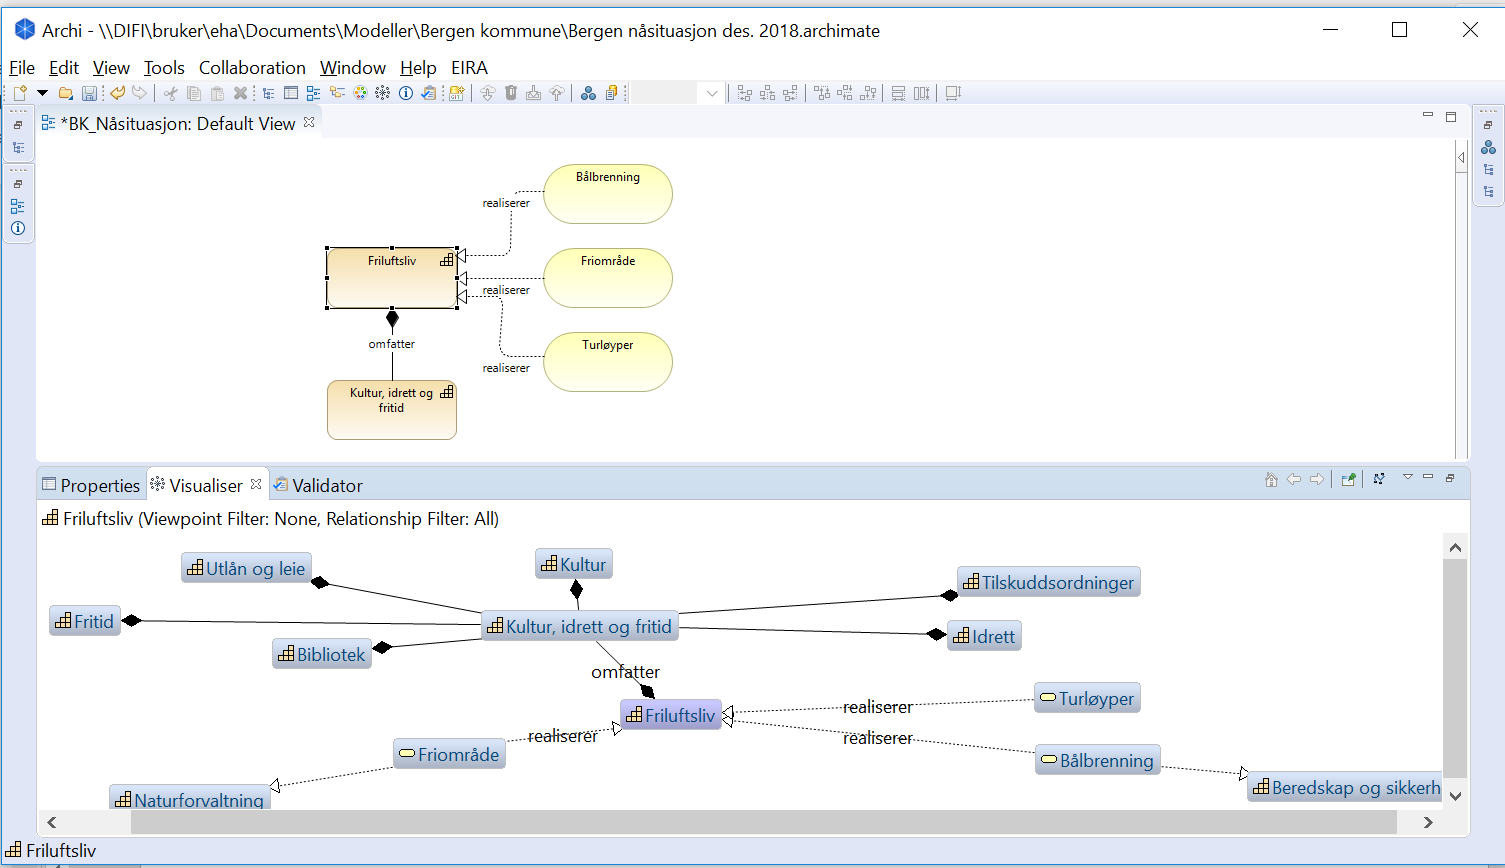 Archi - \\DIFI\bruker\eha\Documents\Modeller\Bergen kommune\Bergen nåsituasjon des. 2018.archimate
File Edit View Tools Collaboration Window Help EIRA
*BK_Nåsituasjon: Default View
Bålbrenning
realiserer
Friluftsliv
Friområde
realiserer
omfatter
Turløyper
realiserer
Kultur, idrett og
fritid
Properties Visualiser Validator
Friluftsliv (Viewpoint Filter: None, Relationship Filter: All)
Utlån og leie
Kultur
Tilskuddsordninger
Fritid
Kultur, idrett og fritid
Idrett
Bibliotek
omfatter
Turløyper
realiserer
Friluftsliv
realiserer
realiserer
Friområde
Bålbrenning
Naturforvaltning
Beredskap og sikkerh
Friluftsliv